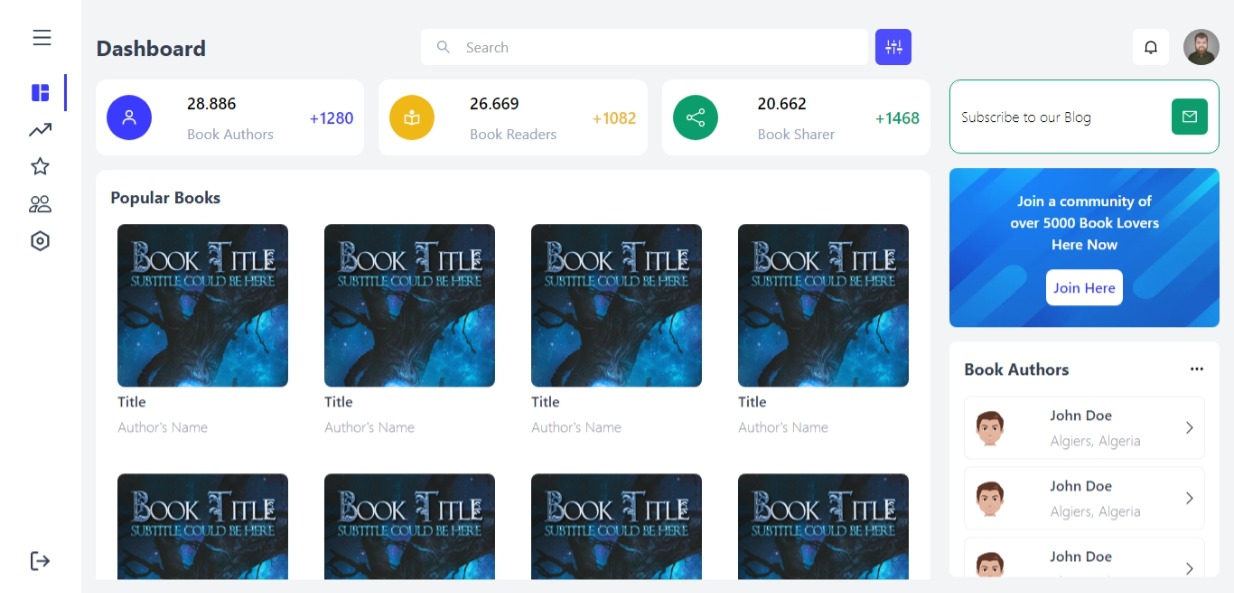 Dashboard
Search
28.886
Book Authors
+1280
26.669
Book Readers
+1082
20.662
Book Sharer
+1468
Subscribe to our Blog
Popular Books
BOOK TITLE
SUBTITLE COULD BE HERE
BOOK TITLE
SUBTITLE COULD BE HERE
BOOK TITLE
SUBTITLE COULD BE HERE
BOOK TITLE
SUBTITLE COULD BE HERE
Title
Author's Name
Title
Author's Name
Title
Author's Name
Title
Author's Name
BOOK TITLE
SUBTITLE COULD BE HERE
BOOK TITLE
SUBTITLE COULD BE HERE
BOOK TITLE
SUBTITLE COULD BE HERE
BOOK TITLE
SUBTITLE COULD BE HERE
Join a community of
over 5000 Book Lovers
Here Now
Join Here
Book Authors
John Doe
Algiers, Algeria
John Doe
Algiers, Algeria
John Doe